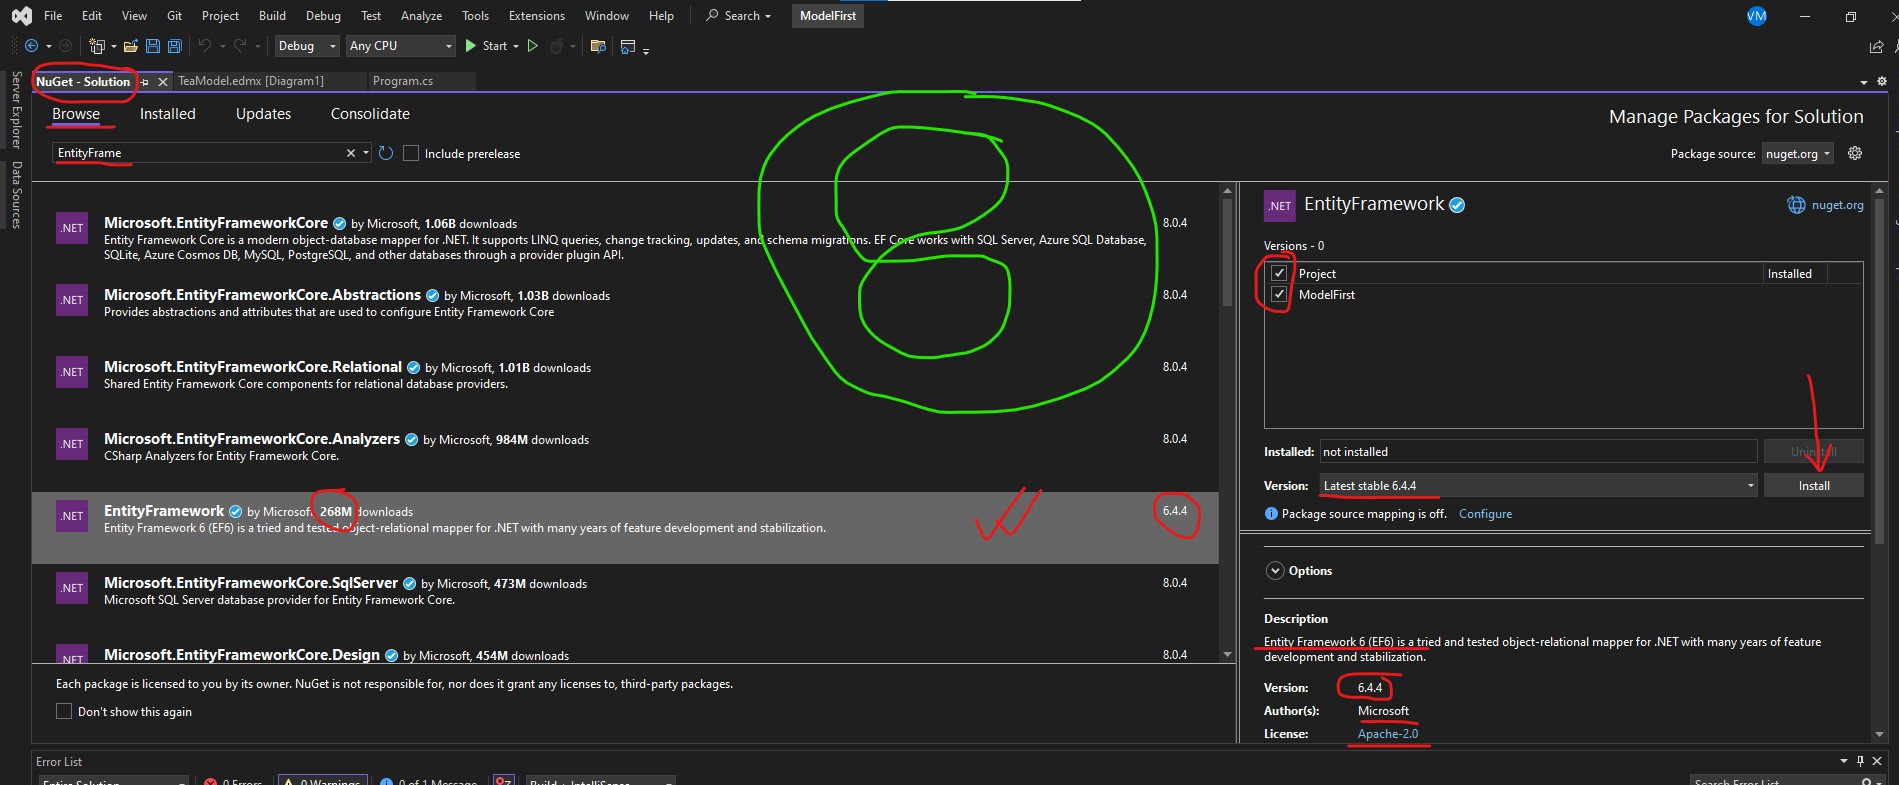 File Edit View Git Project Build Debug Test Analyze Tools Extensions Window Help Search ModelFirst VM
Debug Any CPU Start
NuGet - Solution TeaModel.edmx [Diagram1] Program.cs
Server Explorer
Data Sources
Browse Installed Updates Consolidate
Manage Packages for Solution
EntityFrame Include prerelease
Package source: nuget.org
.NET Microsoft.EntityFrameworkCore by Microsoft, 1.06B downloads 8.0.4
Entity Framework Core is a modern object-database mapper for .NET. It supports LINQ queries, change tracking, updates, and schema migrations. EF Core works with SQL Server, Azure SQL Database,
SQLite, Azure Cosmos DB, MySQL, PostgreSQL, and other databases through a provider plugin API.
.NET Microsoft.EntityFrameworkCore.Abstractions by Microsoft, 1.03B downloads 8.0.4
Provides abstractions and attributes that are used to configure Entity Framework Core
.NET Microsoft.EntityFrameworkCore.Relational by Microsoft, 1.01B downloads 8.0.4
Shared Entity Framework Core components for relational database providers.
.NET Microsoft.EntityFrameworkCore.Analyzers by Microsoft, 984M downloads 8.0.4
CSharp Analyzers for Entity Framework Core.
.NET EntityFramework by Microsoft, 268M downloads 6.4.4
Entity Framework 6 (EF6) is a tried and tested object-relational mapper for .NET with many years of feature development and stabilization.
.NET Microsoft.EntityFrameworkCore.SqlServer by Microsoft, 473M downloads 8.0.4
Microsoft SQL Server database provider for Entity Framework Core.
.NET Microsoft.EntityFrameworkCore.Design by Microsoft, 454M downloads 8.0.4
Each package is licensed to you by its owner. NuGet is not responsible for, nor does it grant any licenses to, third-party packages.
Don't show this again
.NET EntityFramework nuget.org
Versions - 0
Project Installed
ModelFirst
Installed: not installed Uninstall
Version: Latest stable 6.4.4 Install
Package source mapping is off. Configure
Options
Description
Entity Framework 6 (EF6) is a tried and tested object-relational mapper for .NET with many years of feature
development and stabilization.
Version: 6.4.4
Author(s): Microsoft
License: Apache-2.0
Error List
Entire Solution 0 Errors 0 Warnings 0 of 1 Message Build + IntelliSense Search Error List